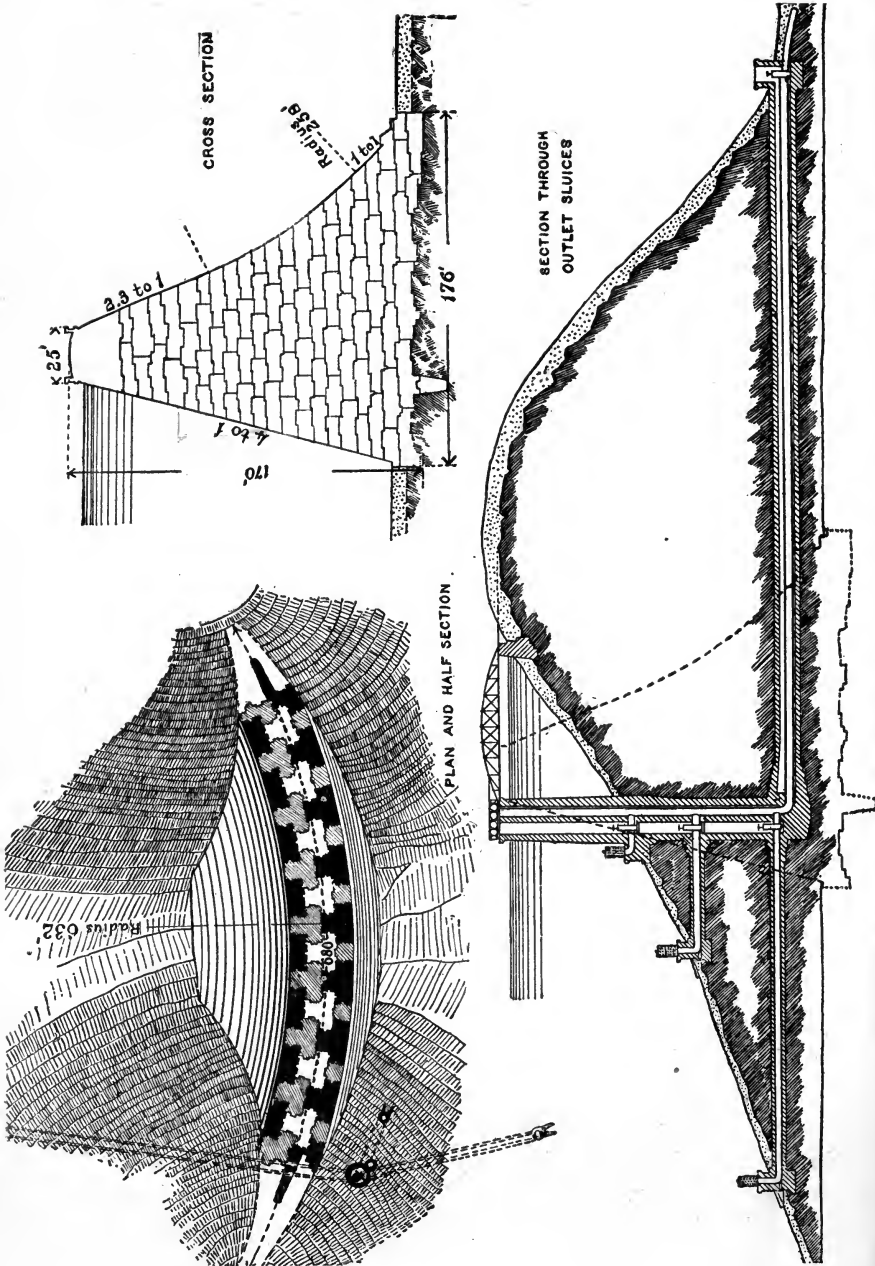 CROSS SECTION
25'
2.3 to 1
Radius
258'
1 to 1
4 to 1
170'
176'
PLAN AND HALF SECTION
Radius 632'
680'
SECTION THROUGH
OUTLET SLUICES